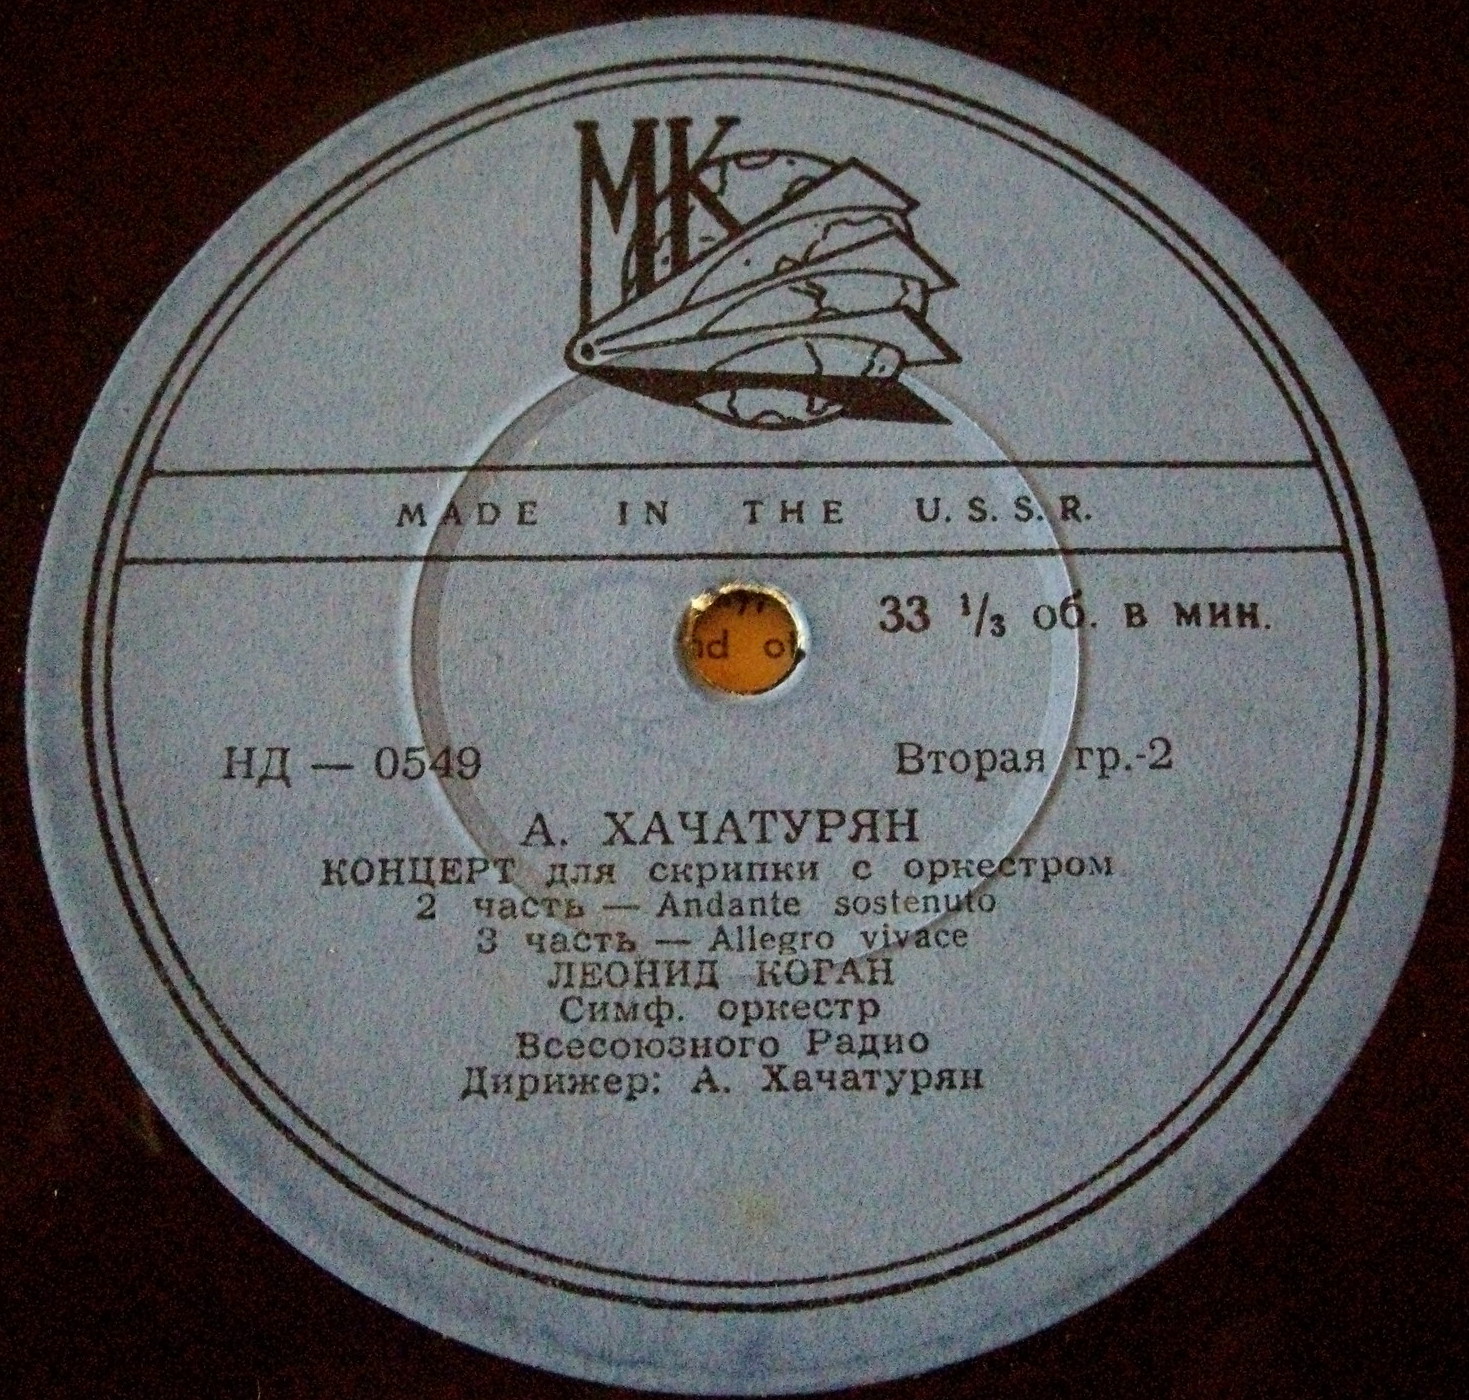 МК
MADE IN THE U.S.S.R.
33 1/3 об. в мин.
НД — 0549
Вторая гр.-2
А. ХАЧАТУРЯН
КОНЦЕРТ для скрипки с оркестром
2 часть — Andante sostenuto
3 часть — Allegro vivace
ЛЕОНИД КОГАН
Симф. оркестр
Всесоюзного Радио
Дирижер: А. Хачатурян